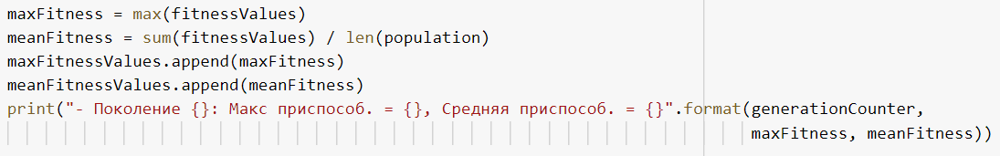 maxFitness = max(fitnessValues)
meanFitness = sum(fitnessValues) / len(population)
maxFitnessValues.append(maxFitness)
meanFitnessValues.append(meanFitness)
print("- Поколение {}: Макс приспособ. = {}, Средняя приспособ. = {}".format(generationCounter,
maxFitness, meanFitness))